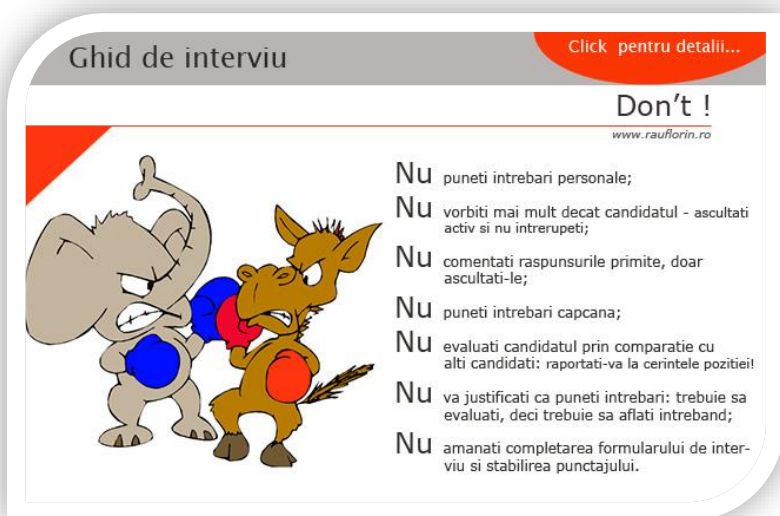 Ghid de interviu
Click pentru detalii...
Don't !
www.rauflorin.ro
Nu puneti intrebari personale;
Nu vorbiti mai mult decat candidatul - ascultati
activ si nu intrerupeti;
Nu comentati raspunsurile primite, doar
ascultati-le;
Nu puneti intrebari capcana;
Nu evaluati candidatul prin comparatie cu
alti candidati: raportati-va la cerintele pozitiei!
Nu va justificati ca puneti intrebari: trebuie sa
evaluati, deci trebuie sa aflati intreband;
Nu amanati completarea formularului de inter-
viu si stabilirea punctajului.